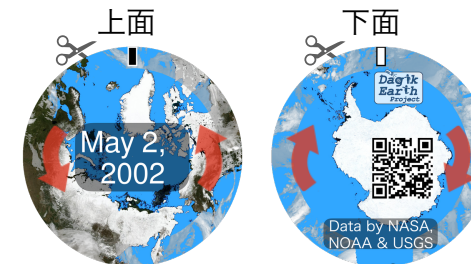 上面
下面
Dagik
Earth
Project
May 2,
2002
Data by NASA,
NOAA & USGS